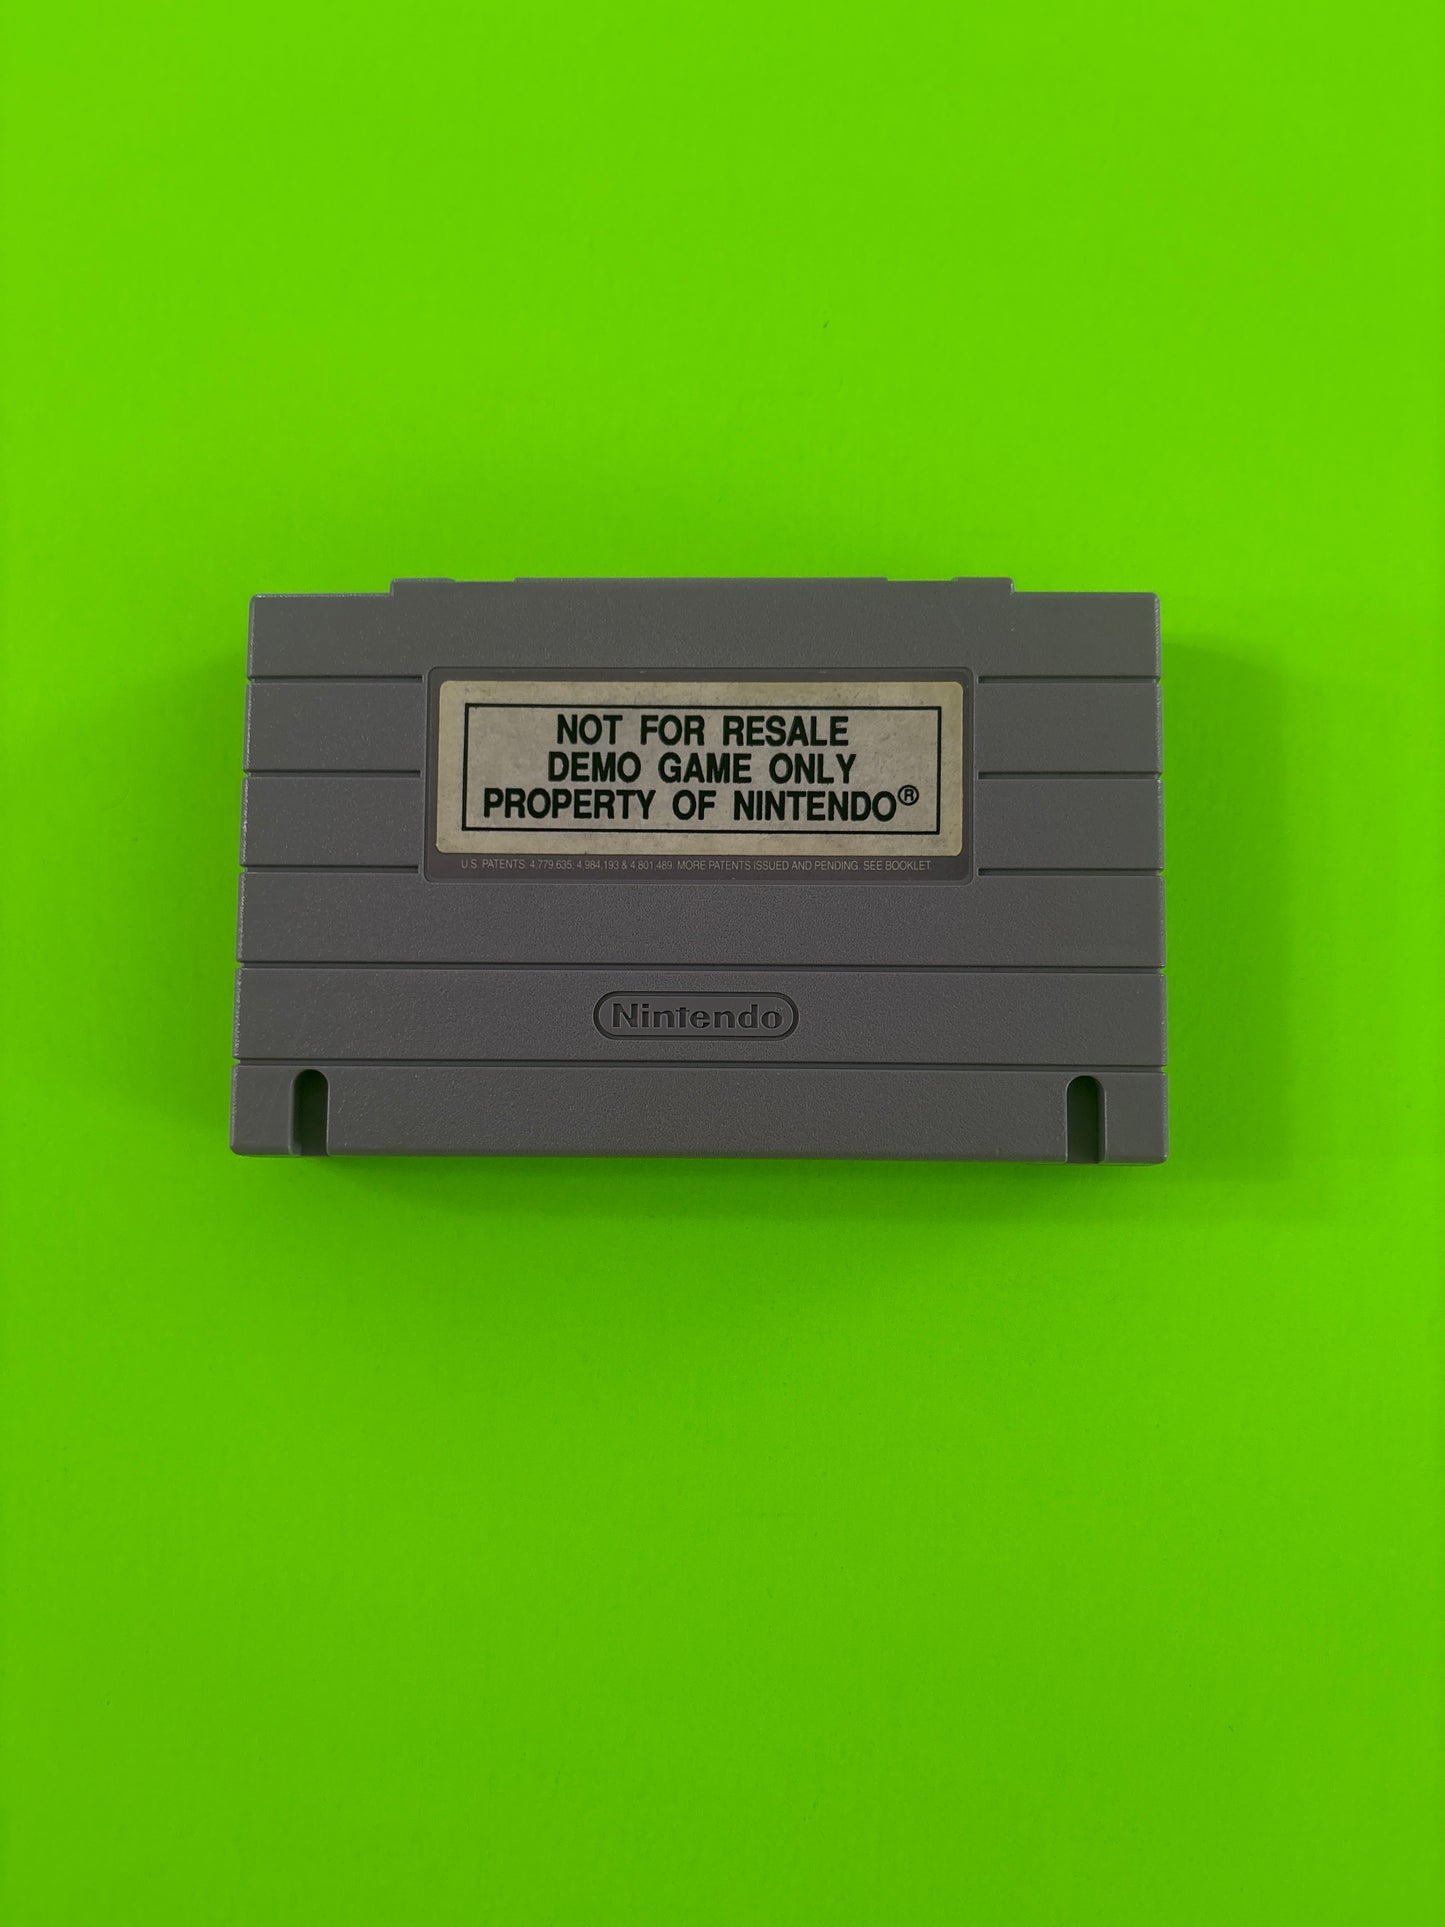 NOT FOR RESALE
DEMO GAME ONLY
PROPERTY OF NINTENDO®
U.S. PATENTS. 4,779,635; 4,984,193 & 4,801,489. MORE PATENTS ISSUED AND PENDING. SEE BOOKLET.
Nintendo